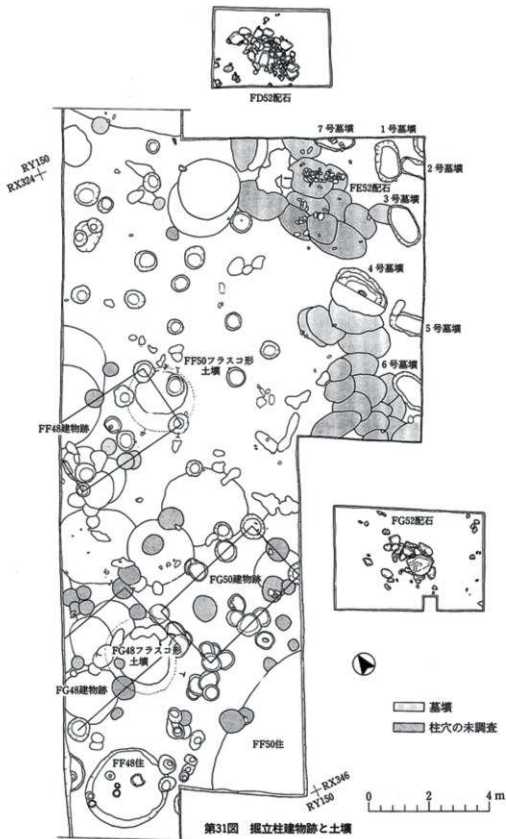 FD52配石
7号墓壙
1号墓壙
RY150
RX324
2号墓壙
FE52配石
3号墓壙
4号墓壙
5号墓壙
FF50フラスコ形
土壙
6号墓壙
FF48建物跡
FG52配石
FG50建物跡
FG48フラスコ形
土壙
FG48建物跡
墓壙
柱穴の未調査
FF50住
FF48住
RX346
RY150
0 2 4m
第31図 掘立柱建物跡と土壙